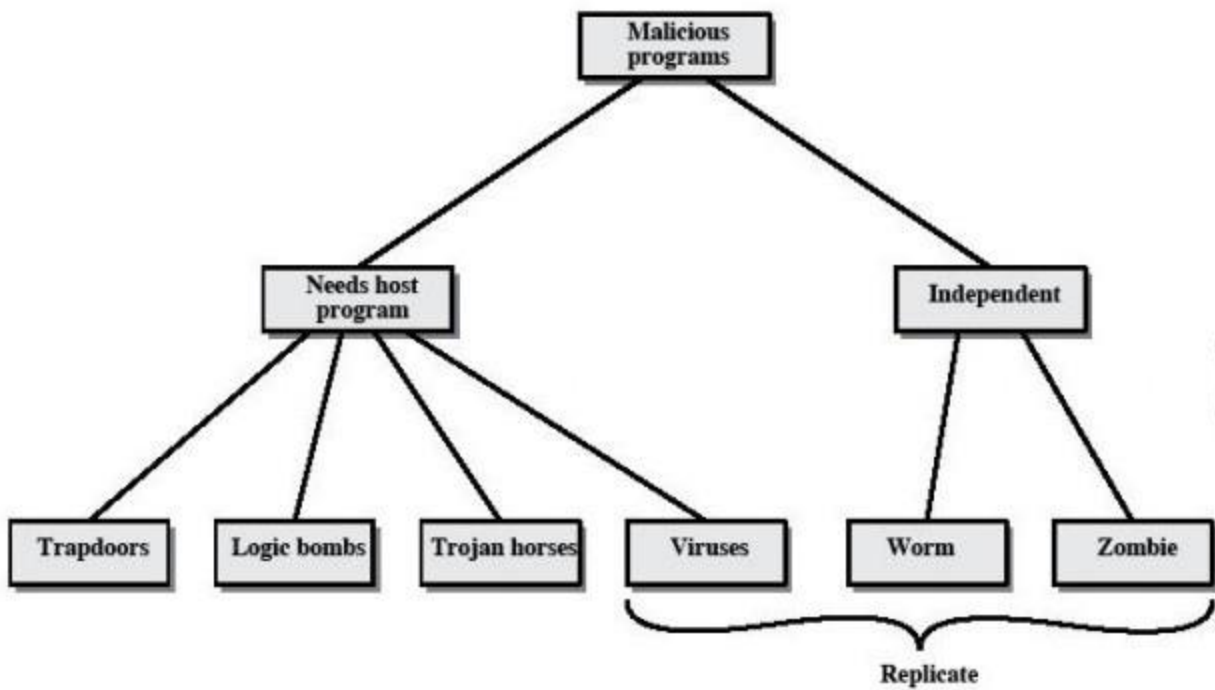 Malicious
programs
Needs host
program
Independent
Trapdoors
Logic bombs
Trojan horses
Viruses
Worm
Zombie
Replicate